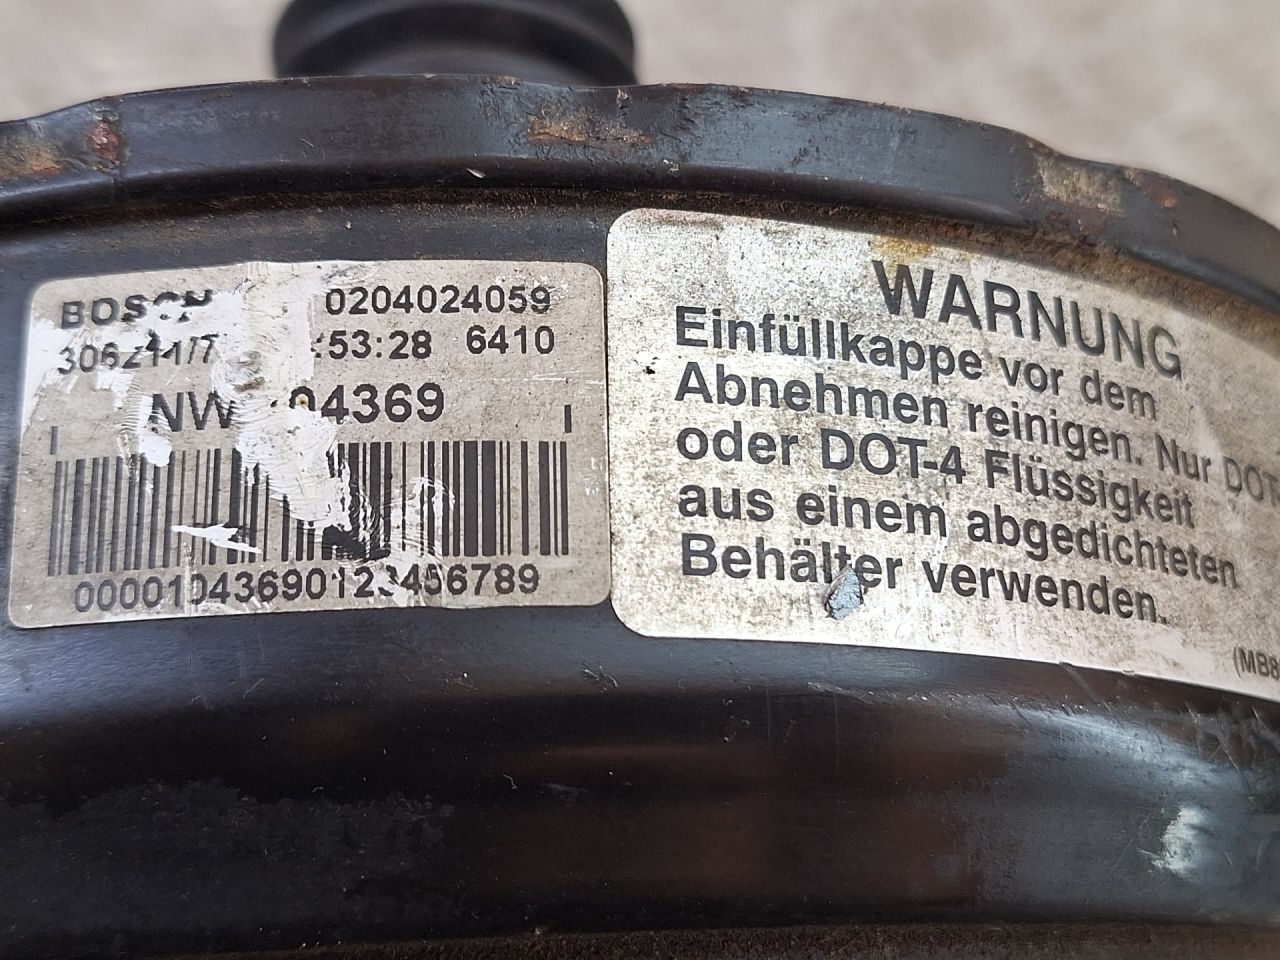 BOSCH 0204024059
:53:28 6410
04369
I I
00001043690123456789
WARNUNG
Einfüllkappe vor dem
Abnehmen reinigen. Nur DOT
oder DOT-4 Flüssigkeit
aus einem abgedichteten
Behälter verwenden.
(MB8